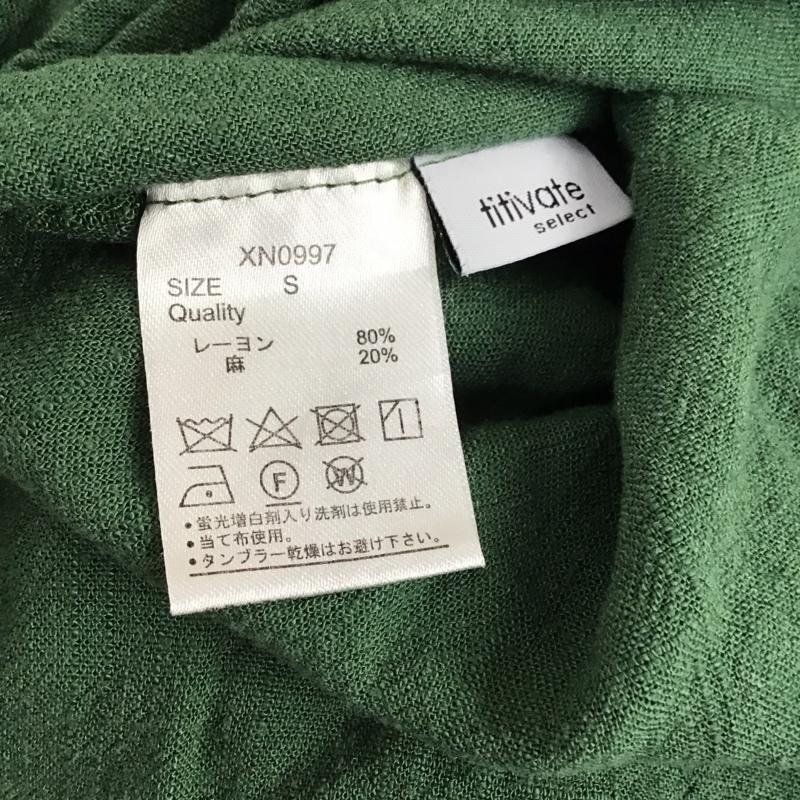 titivate
select
XN0997
SIZE S
Quality
レーヨン 80%
麻 20%
F
W
●蛍光増白剤入り洗剤は使用禁止。
●当て布使用。
●タンブラー乾燥はお避け下さい。